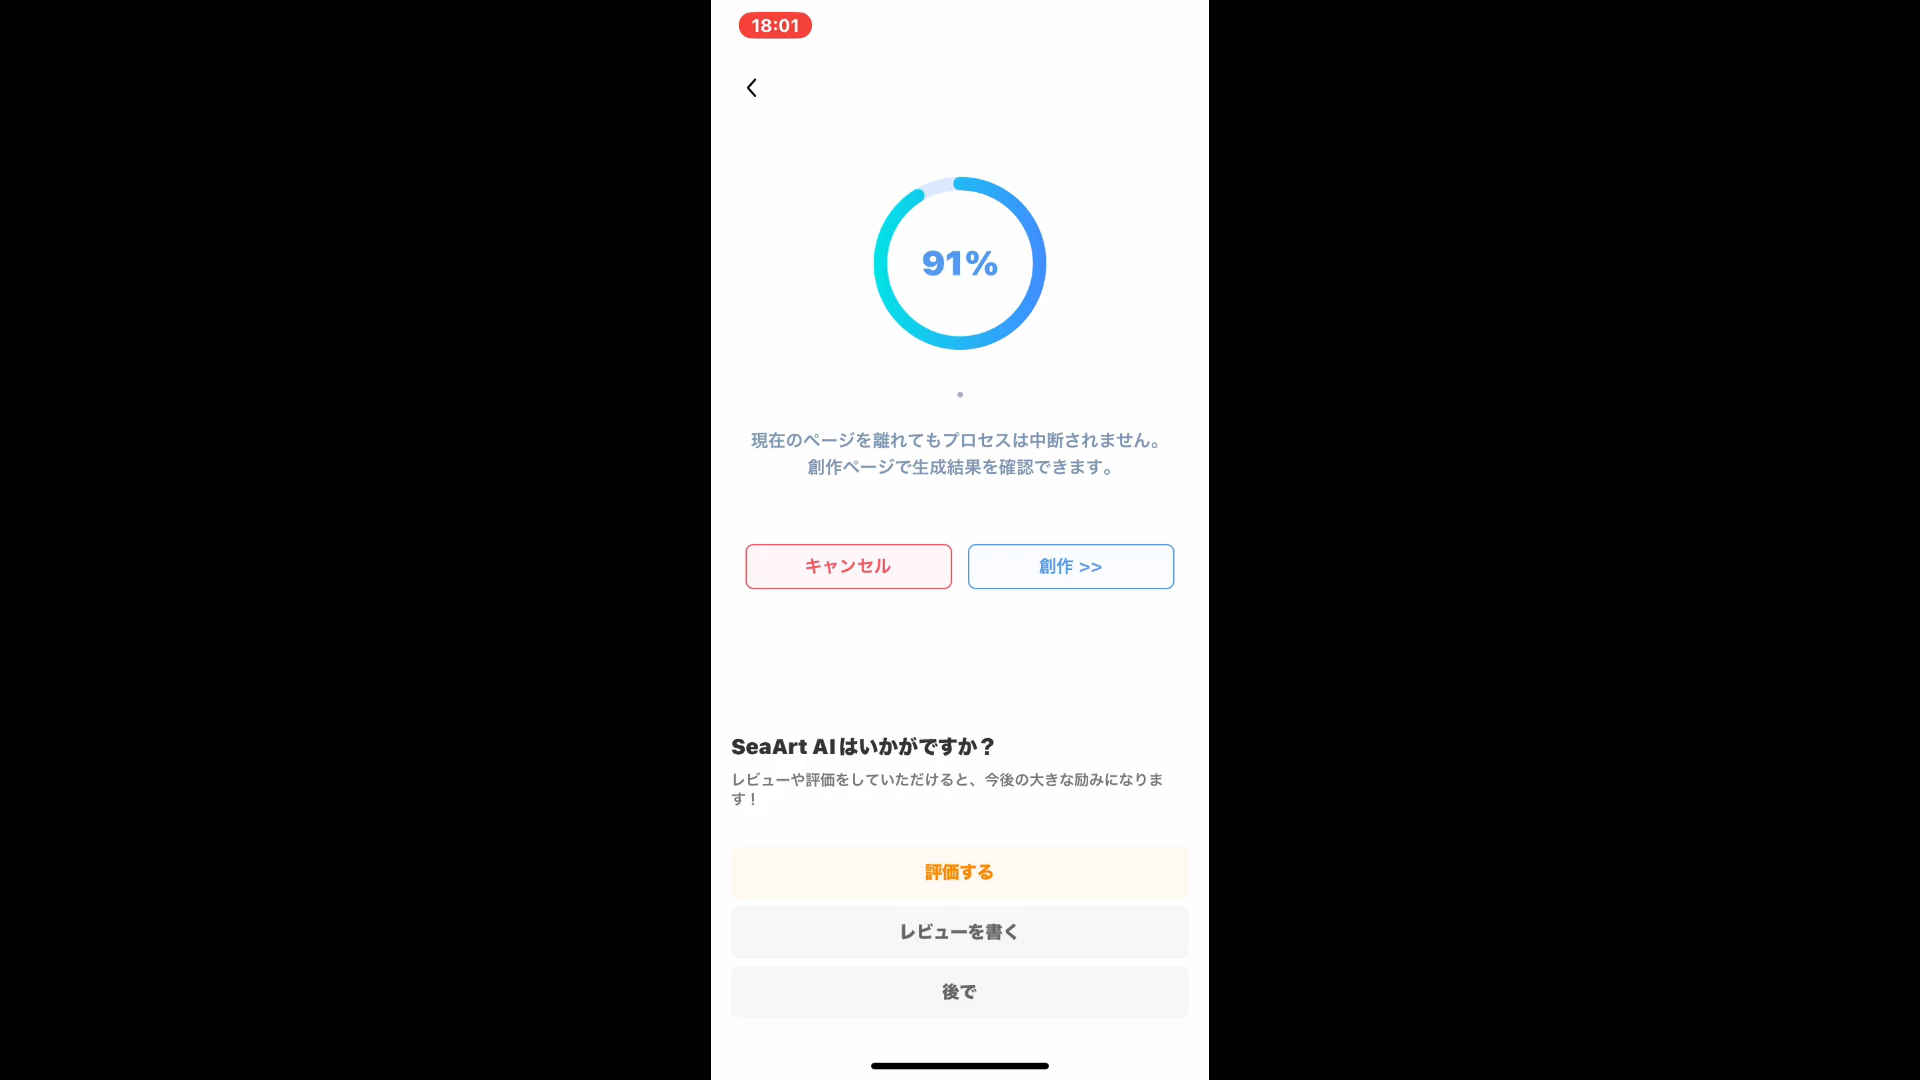 18:01
91%
現在のページを離れてもプロセスは中断されません。
創作ページで生成結果を確認できます。
キャンセル
創作 >>
SeaArt AIはいかがですか？
レビューや評価をしていただけると、今後の大きな励みになりま
す！
評価する
レビューを書く
後で